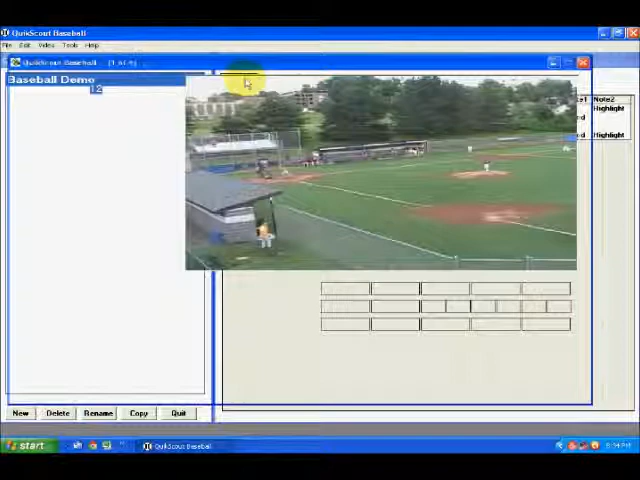 QuikScout Baseball
File Edit Video Tools Help
QuikScout Baseball
Baseball Demo
12
Note2
Highlight
Highlight
New Delete Rename Copy Quit
start QuikScout Baseball